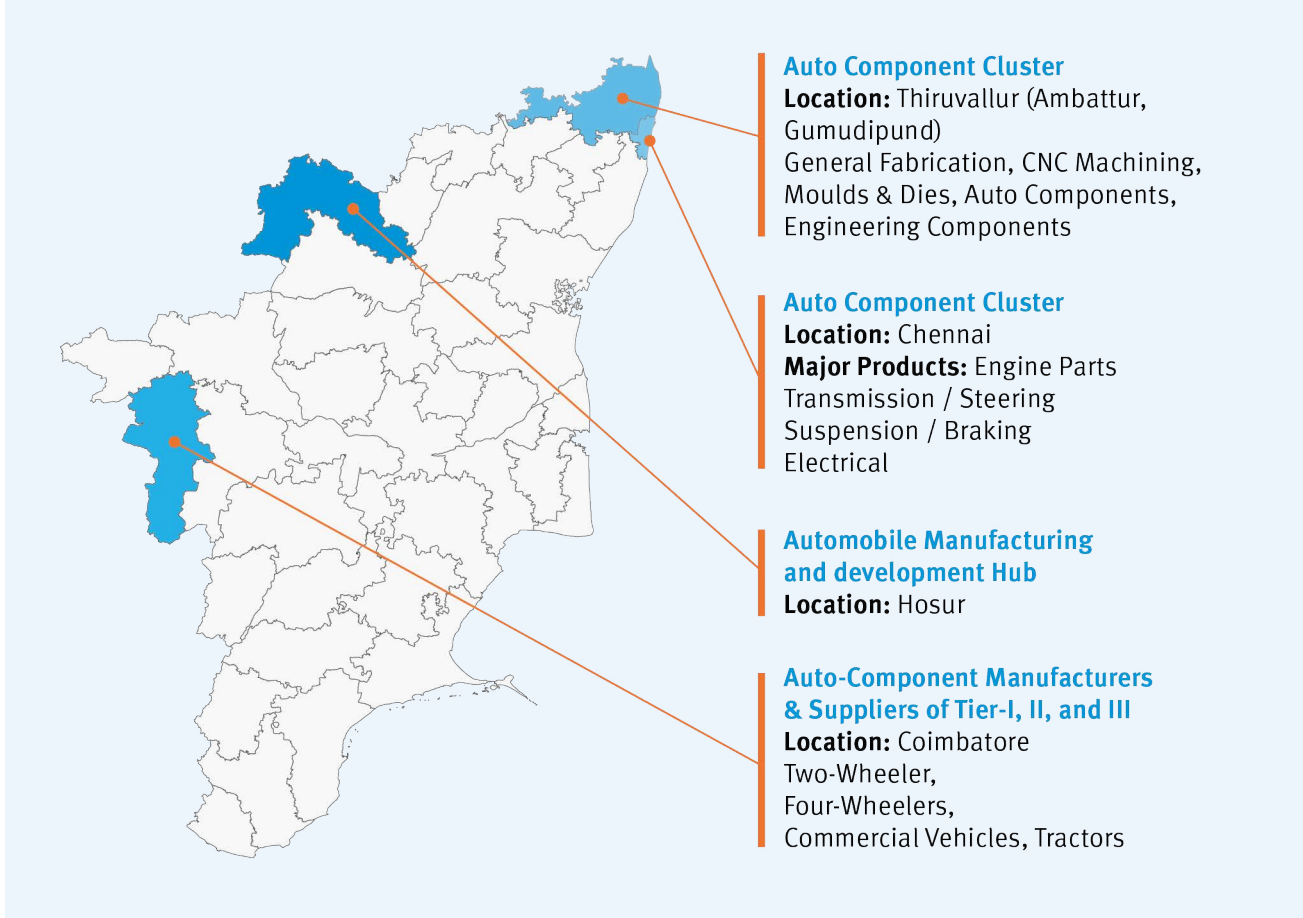 Auto Component Cluster
Location: Thiruvallur (Ambattur,
Gumudipund)
General Fabrication, CNC Machining,
Moulds & Dies, Auto Components,
Engineering Components
Auto Component Cluster
Location: Chennai
Major Products: Engine Parts
Transmission / Steering
Suspension / Braking
Electrical
Automobile Manufacturing
and development Hub
Location: Hosur
Auto-Component Manufacturers
& Suppliers of Tier-I, II, and III
Location: Coimbatore
Two-Wheeler,
Four-Wheelers,
Commercial Vehicles, Tractors